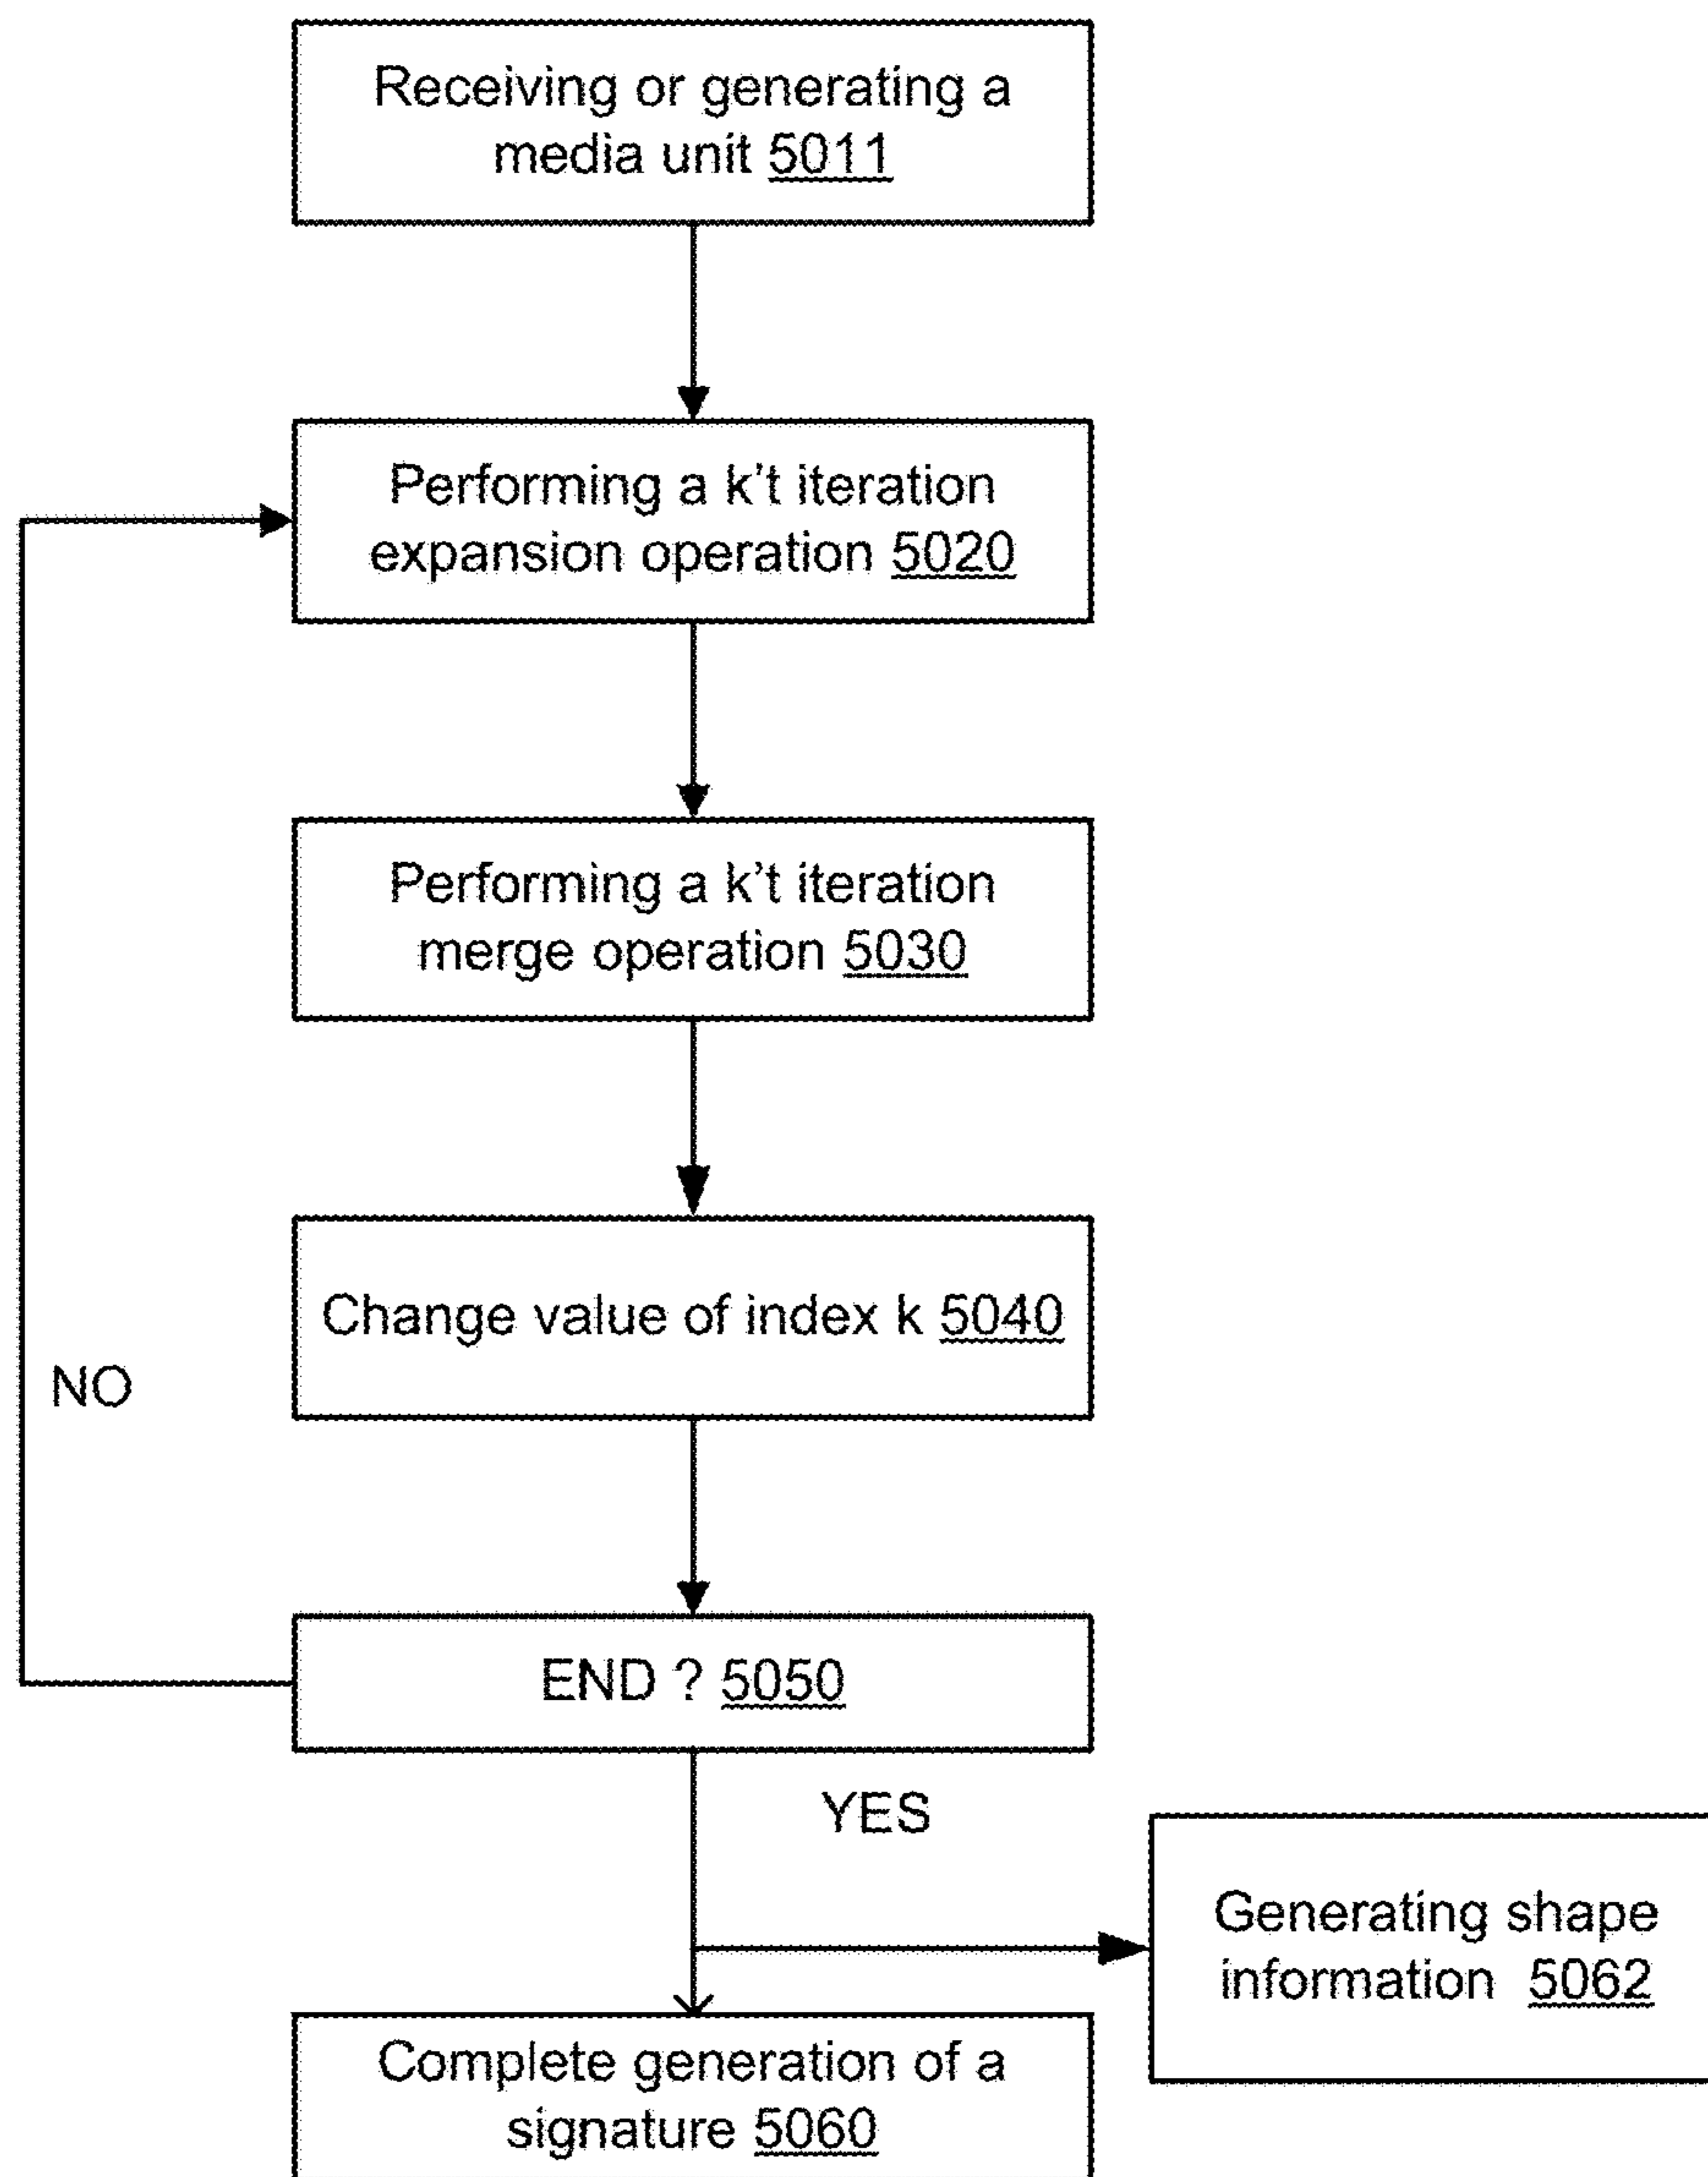 Receiving or generating a
media unit 5011
Performing a k't iteration
expansion operation 5020
Performing a k't iteration
merge operation 5030
Change value of index k 5040
NO
END ? 5050
YES
Generating shape
information 5062
Complete generation of a
signature 5060